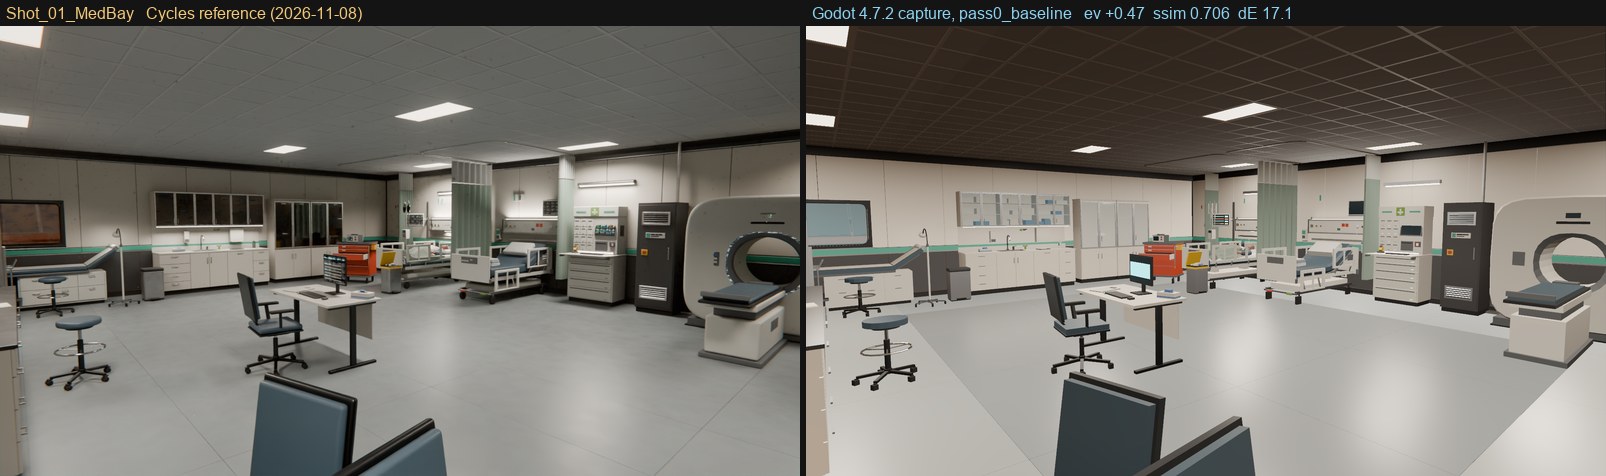 Shot_01_MedBay Cycles reference (2026-11-08)
Godot 4.7.2 capture, pass0_baseline ev +0.47 ssim 0.706 dE 17.1